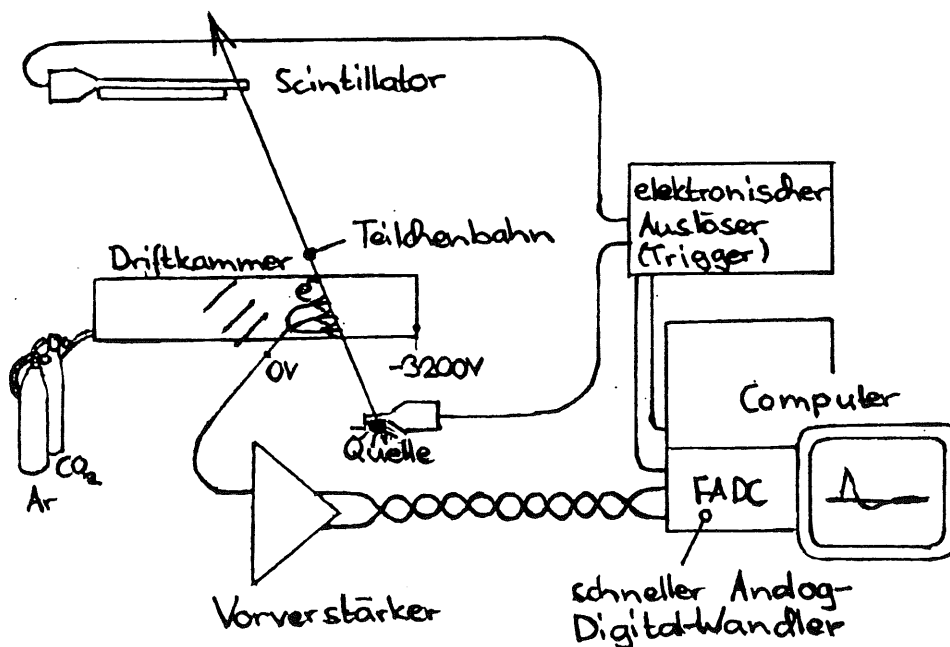 Scintillator
elektronischer
Auslöser
(Trigger)
Teilchenbahn
Driftkammer
e⁻
0V
-3200V
Computer
Quelle
CO₂
Ar
FADC
Vorverstärker
schneller Analog-
Digital-Wandler